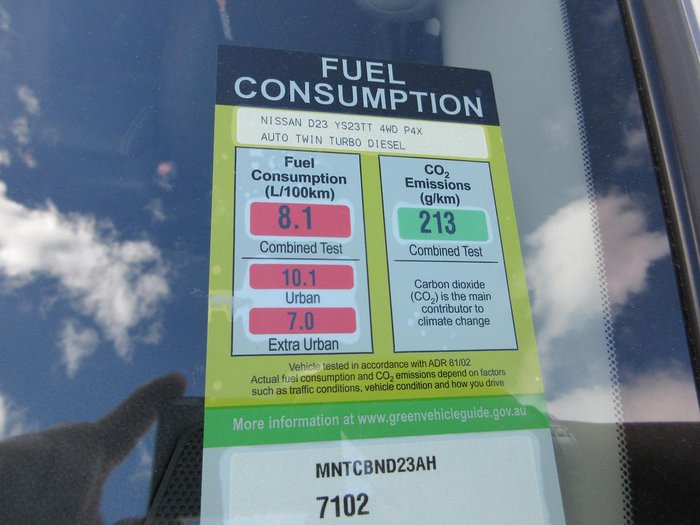 FUEL
CONSUMPTION
NISSAN D23 YS23TT 4WD P4X
AUTO TWIN TURBO DIESEL
Fuel
Consumption
(L/100km)
8.1
Combined Test
10.1
Urban
7.0
Extra Urban
CO₂
Emissions
(g/km)
213
Combined Test
Carbon dioxide
(CO₂) is the main
contributor to
climate change
Vehicle tested in accordance with ADR 81/02
Actual fuel consumption and CO₂ emissions depend on factors
such as traffic conditions, vehicle condition and how you drive
More information at www.greenvehicleguide.gov.au
MNTCBND23AH
7102